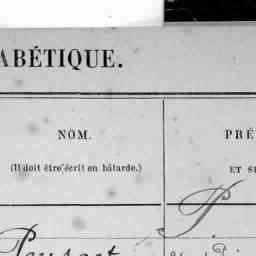 ABÉTIQUE.
NOM.
PRÉ
(Il doit être écrit en bâtarde.)
ET S
P.